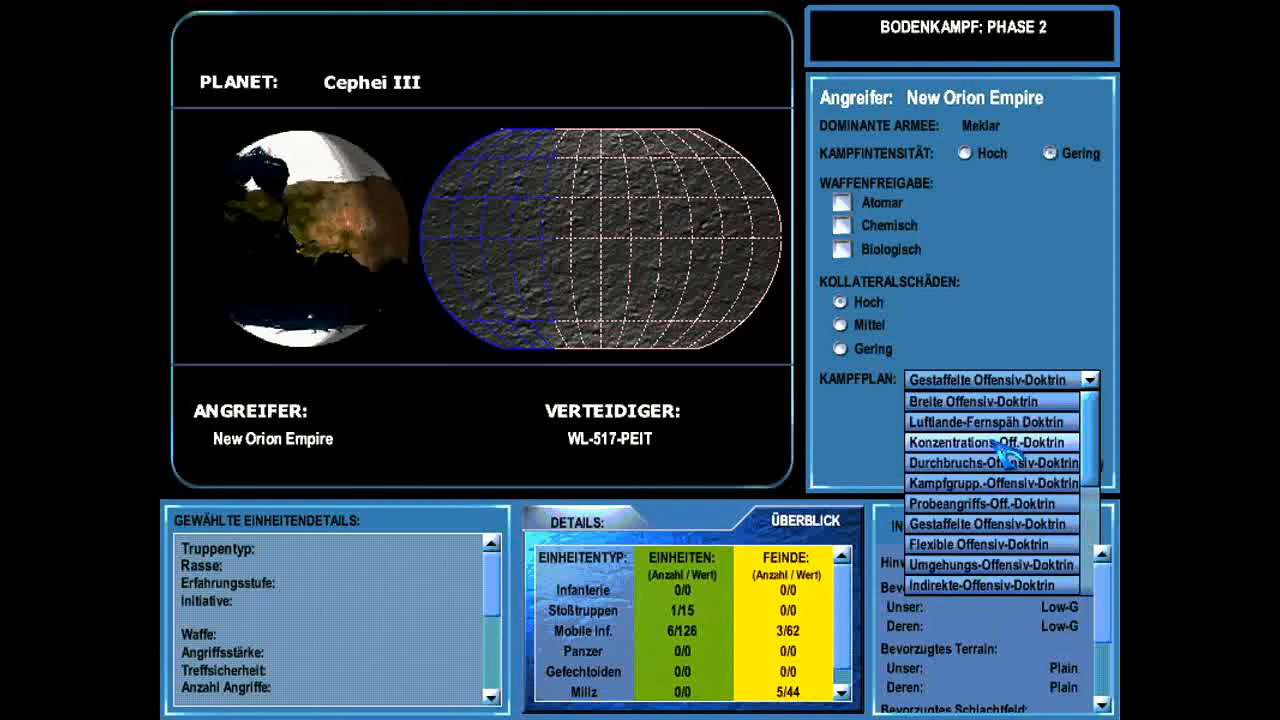 BODENKAMPF: PHASE 2
PLANET: Cephei III
ANGREIFER: VERTEIDIGER:
New Orion Empire WL-517-PEIT
Angreifer: New Orion Empire
DOMINANTE ARMEE: Meklar
KAMPFINTENSITÄT: Hoch Gering
WAFFENFREIGABE:
Atomar
Chemisch
Biologisch
KOLLATERALSCHÄDEN:
Hoch
Mittel
Gering
KAMPFPLAN: Gestaffelte Offensiv-Doktrin
Breite Offensiv-Doktrin
Luftlande-Fernspäh Doktrin
Konzentrations-Off.-Doktrin
Durchbruchs-Offensiv-Doktrin
Kampfgrupp.-Offensiv-Doktrin
Probeangriffs-Off.-Doktrin
Gestaffelte Offensiv-Doktrin
Flexible Offensiv-Doktrin
Umgehungs-Offensiv-Doktrin
Indirekte-Offensiv-Doktrin
GEWÄHLTE EINHEITENDETAILS:
Truppentyp:
Rasse:
Erfahrungsstufe:
Initiative:
Waffe:
Angriffsstärke:
Treffsicherheit:
Anzahl Angriffe:
DETAILS: ÜBERBLICK
EINHEITENTYP: EINHEITEN: FEINDE:
(Anzahl / Wert) (Anzahl / Wert)
Infanterie 0/0 0/0
Stoßtruppen 1/15 0/0
Mobile Inf. 6/126 3/62
Panzer 0/0 0/0
Gefechtoiden 0/0 0/0
Miliz 0/0 5/44
Unser: Low-G
Deren: Low-G
Bevorzugtes Terrain:
Unser: Plain
Deren: Plain
Bevorzugtes Schlachtfeld: